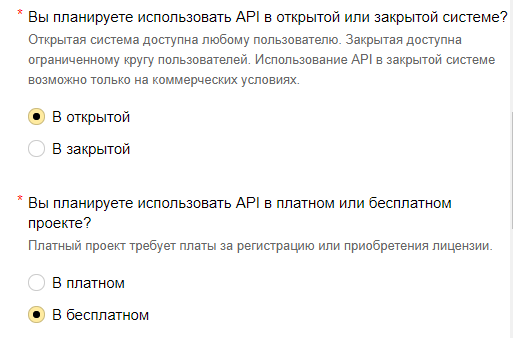 * Вы планируете использовать API в открытой или закрытой системе?
Открытая система доступна любому пользователю. Закрытая доступна
ограниченному кругу пользователей. Использование API в закрытой системе
возможно только на коммерческих условиях.
В открытой
В закрытой
* Вы планируете использовать API в платном или бесплатном
проекте?
Платный проект требует платы за регистрацию или приобретения лицензии.
В платном
В бесплатном